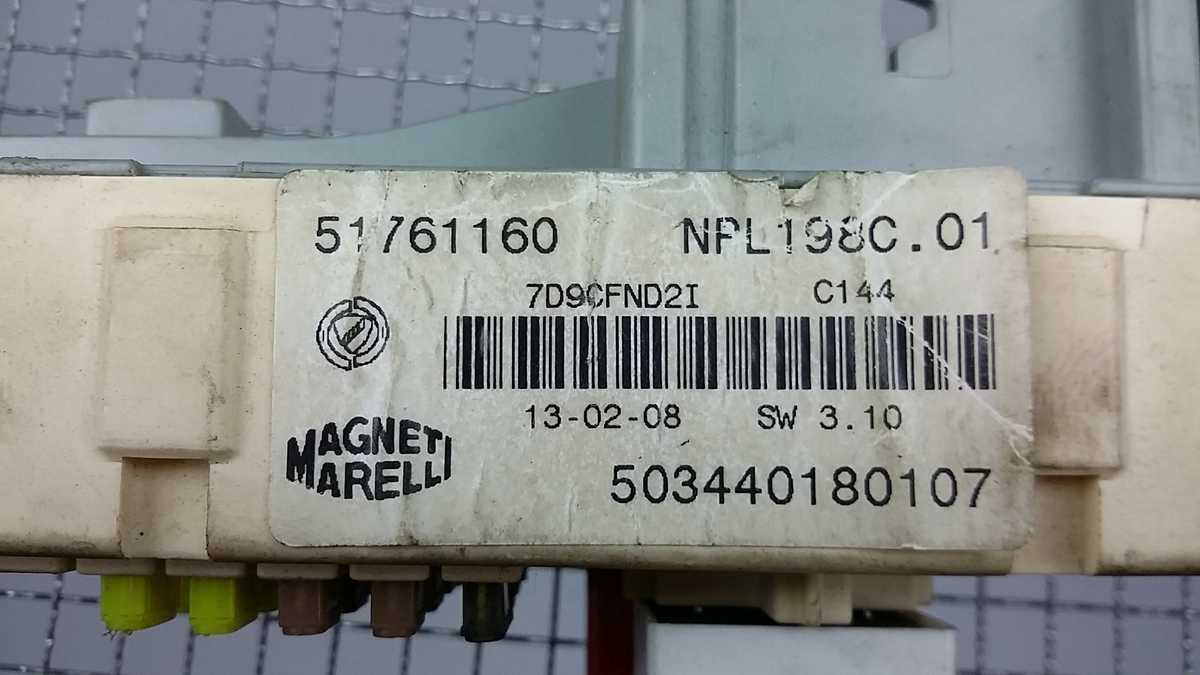 51761160 NPL198C.01
7D9CFND2I C144
13-02-08 SW 3.10
MAGNETI
MARELLI
503440180107